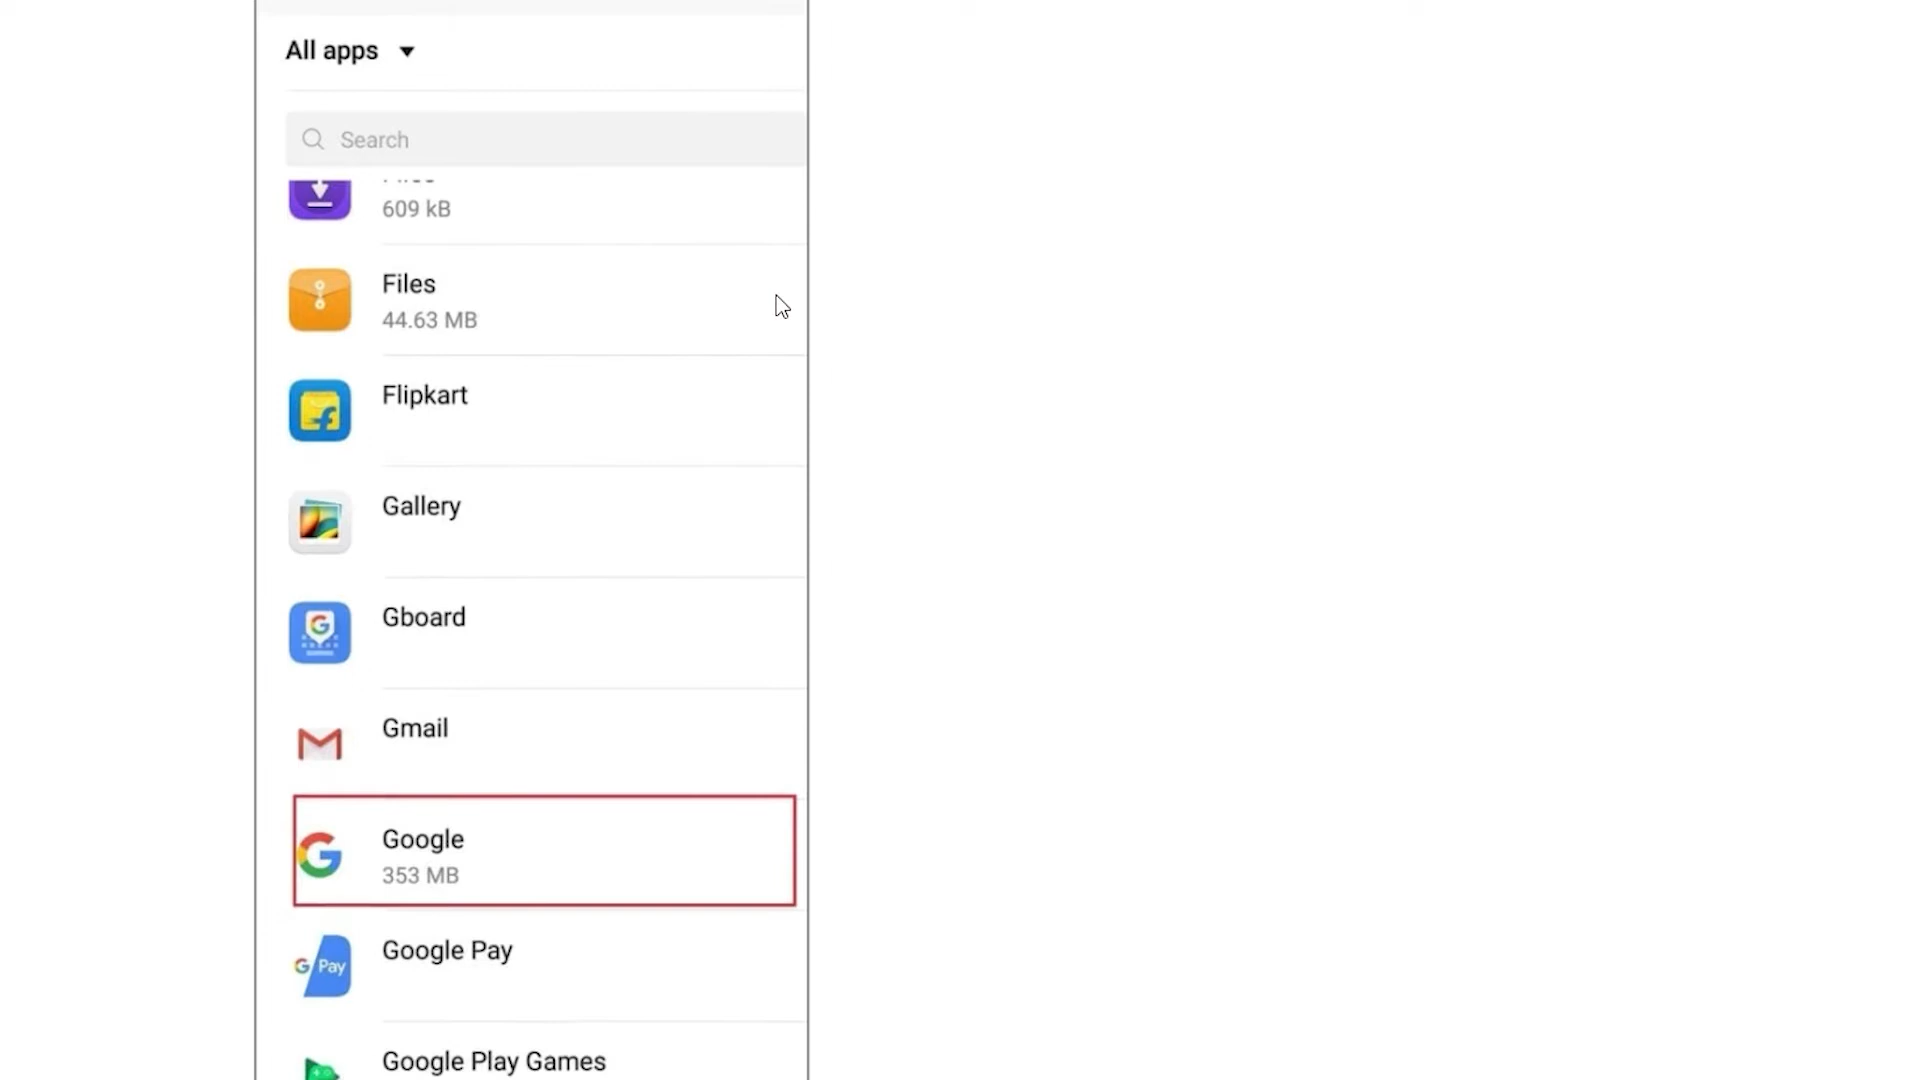 All apps
Search
609 kB
Files
44.63 MB
Flipkart
Gallery
Gboard
Gmail
Google
353 MB
G Pay
Google Pay
Google Play Games